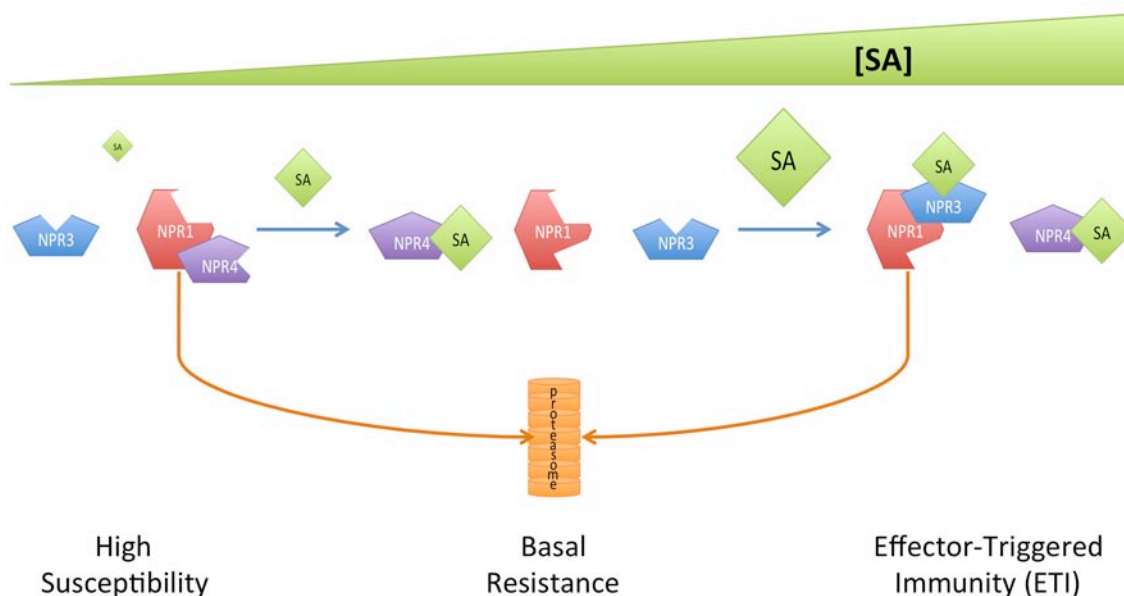 [SA]
SA
SA
SA
SA
NPR3
NPR1
NPR4
NPR4
SA
NPR1
NPR3
NPR1
NPR3
NPR4
SA
proteasome
High
Susceptibility
Basal
Resistance
Effector-Triggered
Immunity (ETI)